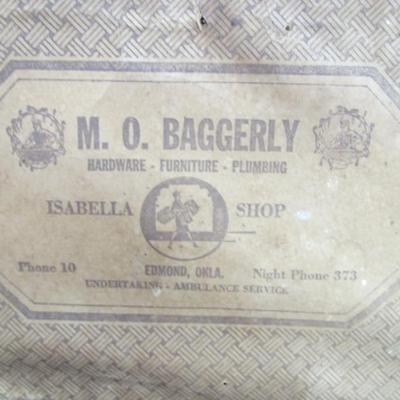 M. O. BAGGERLY
HARDWARE - FURNITURE - PLUMBING
ISABELLA SHOP
Phone 10 EDMOND, OKLA. Night Phone 373
UNDERTAKING - AMBULANCE SERVICE